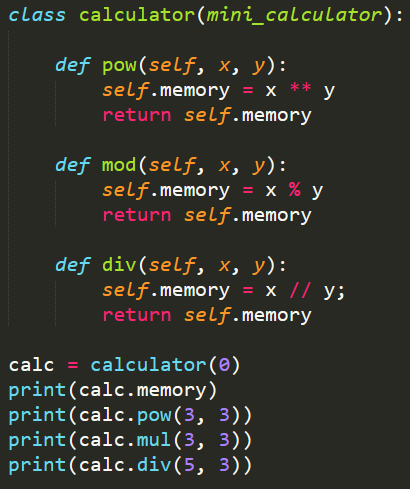 class calculator(mini_calculator):
def pow(self, x, y):
self.memory = x ** y
return self.memory
def mod(self, x, y):
self.memory = x % y
return self.memory
def div(self, x, y):
self.memory = x // y;
return self.memory
calc = calculator(0)
print(calc.memory)
print(calc.pow(3, 3))
print(calc.mul(3, 3))
print(calc.div(5, 3))